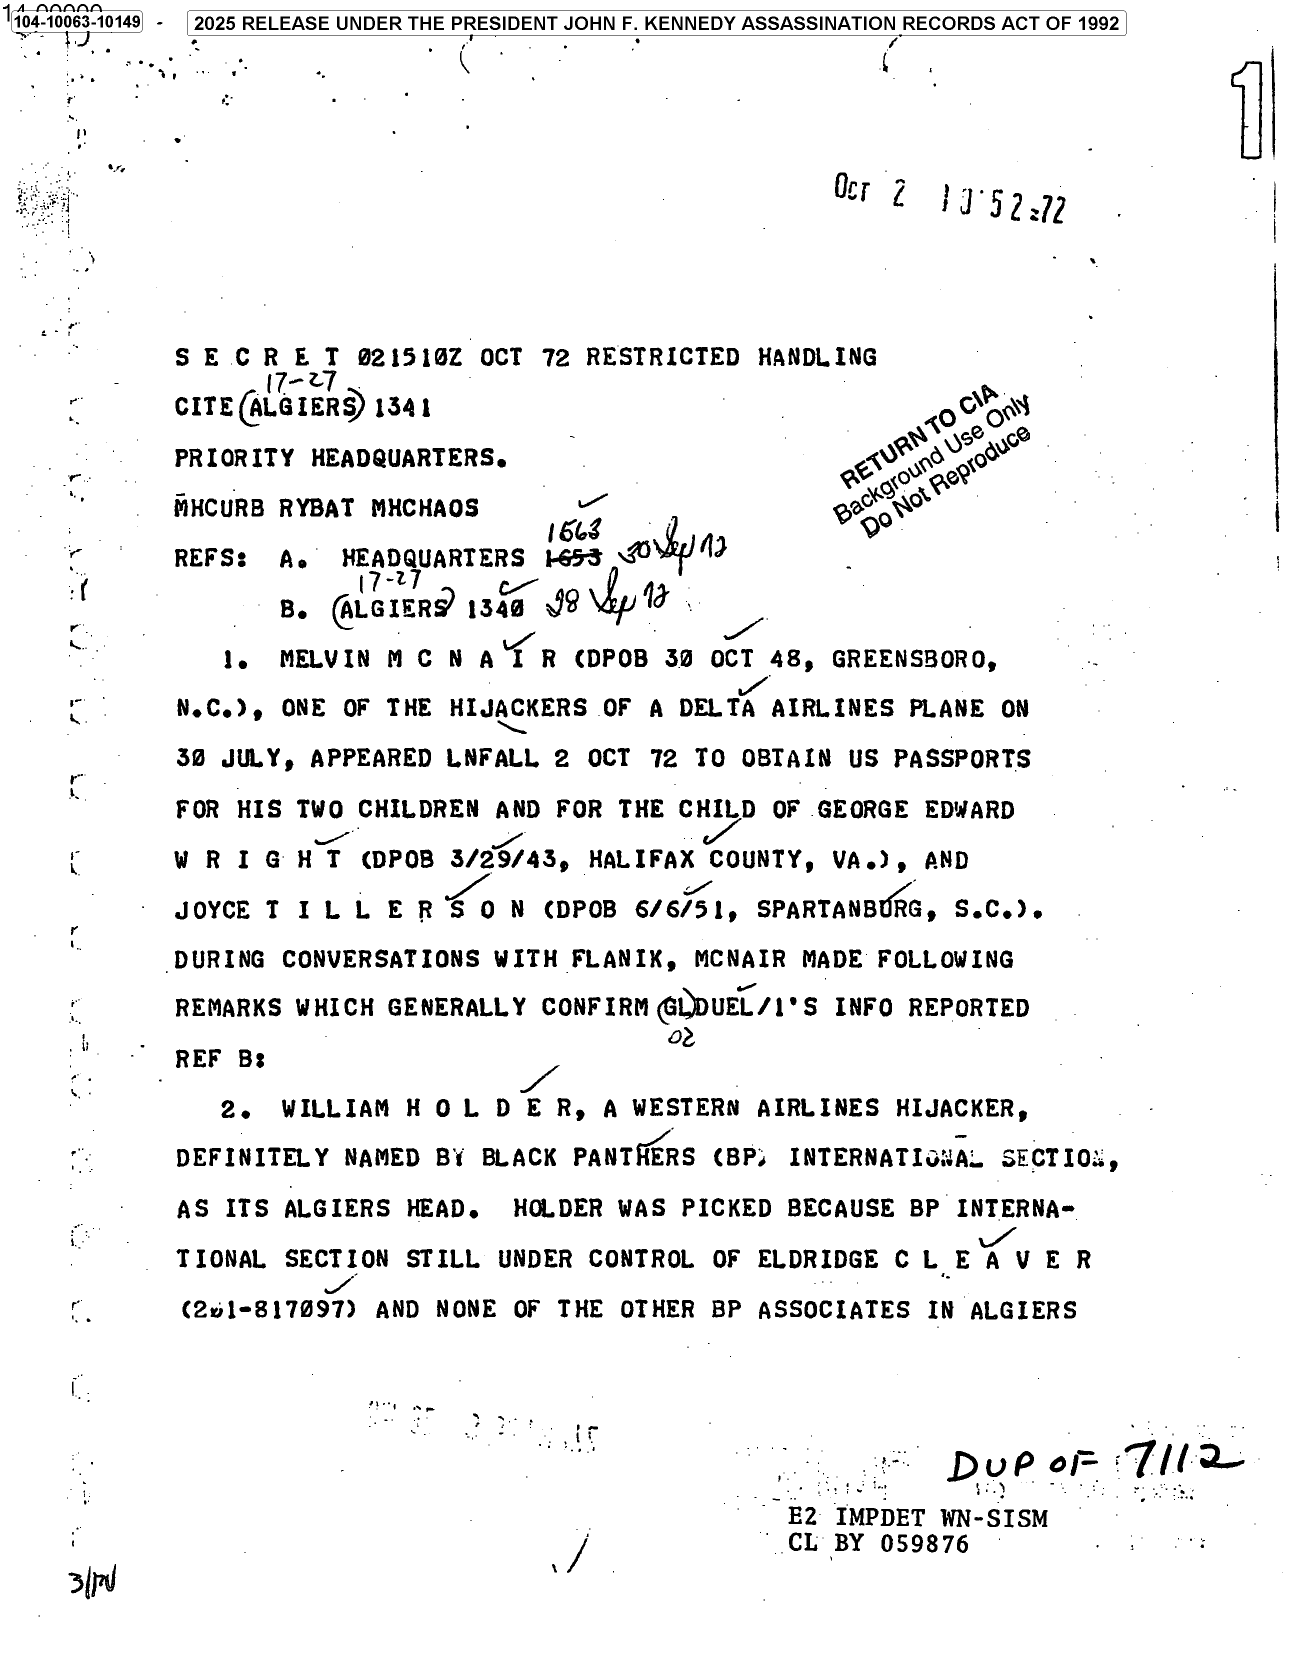 104-10063-10149 - 2025 RELEASE UNDER THE PRESIDENT JOHN F. KENNEDY ASSASSINATION RECORDS ACT OF 1992
1
OCT 2 52 72
S E C R E T 021510Z OCT 72 RESTRICTED HANDLING
17-27
CITE (ALGIERS) 1341
PRIORITY HEADQUARTERS.
MHCURB RYBAT MHCHAOS
RETURN TO CIA
Background Use Only
Do Not Reproduce
1663
REFS: A. HEADQUARTERS 1653 30 Sep 72
17-27
B. (ALGIERS) 1340 28 Sep 72
1. MELVIN M C N A I R (DPOB 30 OCT 48, GREENSBORO,
N.C.), ONE OF THE HIJACKERS OF A DELTA AIRLINES PLANE ON
30 JULY, APPEARED LNFALL 2 OCT 72 TO OBTAIN US PASSPORTS
FOR HIS TWO CHILDREN AND FOR THE CHILD OF GEORGE EDWARD
W R I G H T (DPOB 3/29/43, HALIFAX COUNTY, VA.), AND
JOYCE T I L L E R S O N (DPOB 6/6/51, SPARTANBURG, S.C.).
DURING CONVERSATIONS WITH FLANIK, MCNAIR MADE FOLLOWING
REMARKS WHICH GENERALLY CONFIRM (GL)DUEL/1'S INFO REPORTED
02
REF B:
2. WILLIAM H O L D E R, A WESTERN AIRLINES HIJACKER,
DEFINITELY NAMED BY BLACK PANTHERS (BP) INTERNATIONAL SECTION,
AS ITS ALGIERS HEAD. HOLDER WAS PICKED BECAUSE BP INTERNA-
TIONAL SECTION STILL UNDER CONTROL OF ELDRIDGE C L E A V E R
(201-817097) AND NONE OF THE OTHER BP ASSOCIATES IN ALGIERS
DUP OF 7112
E2 IMPDET WN-SISM
CL BY 059876